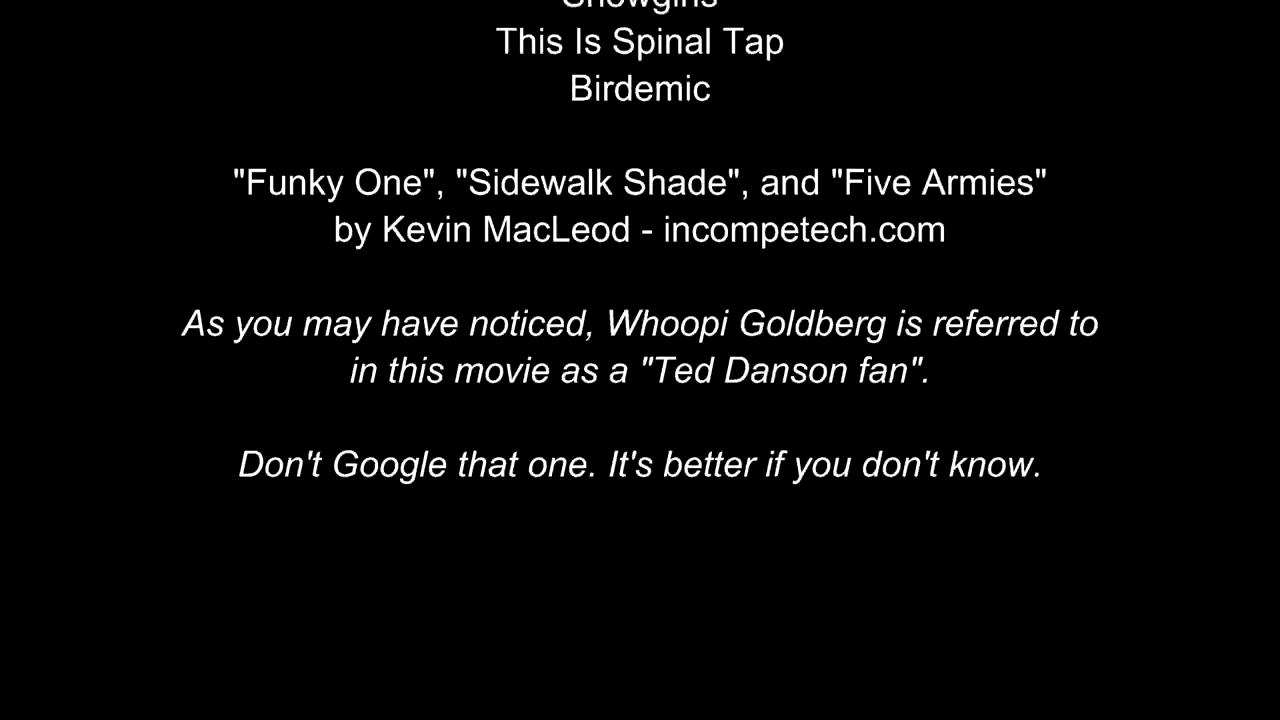 Showgirls
This Is Spinal Tap
Birdemic
"Funky One", "Sidewalk Shade", and "Five Armies"
by Kevin MacLeod - incompetech.com
As you may have noticed, Whoopi Goldberg is referred to
in this movie as a "Ted Danson fan".
Don't Google that one. It's better if you don't know.